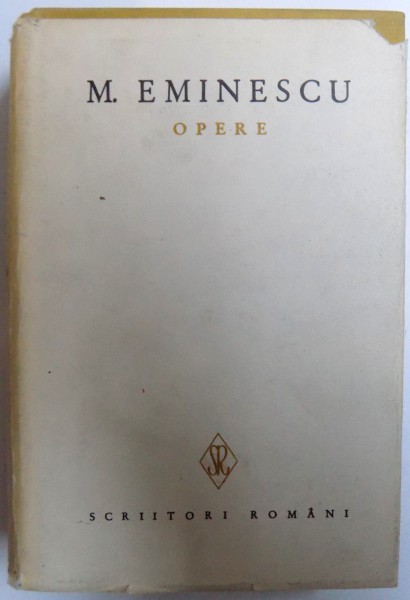 M. EMINESCU
OPERE
SR
SCRIITORI ROMÂNI